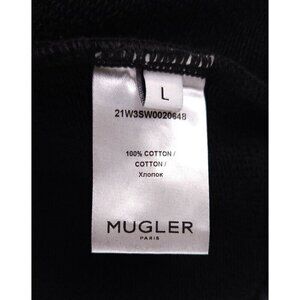 L
21W3SW0020848
100% COTTON /
COTTON /
Хлопок
MUGLER
PARIS